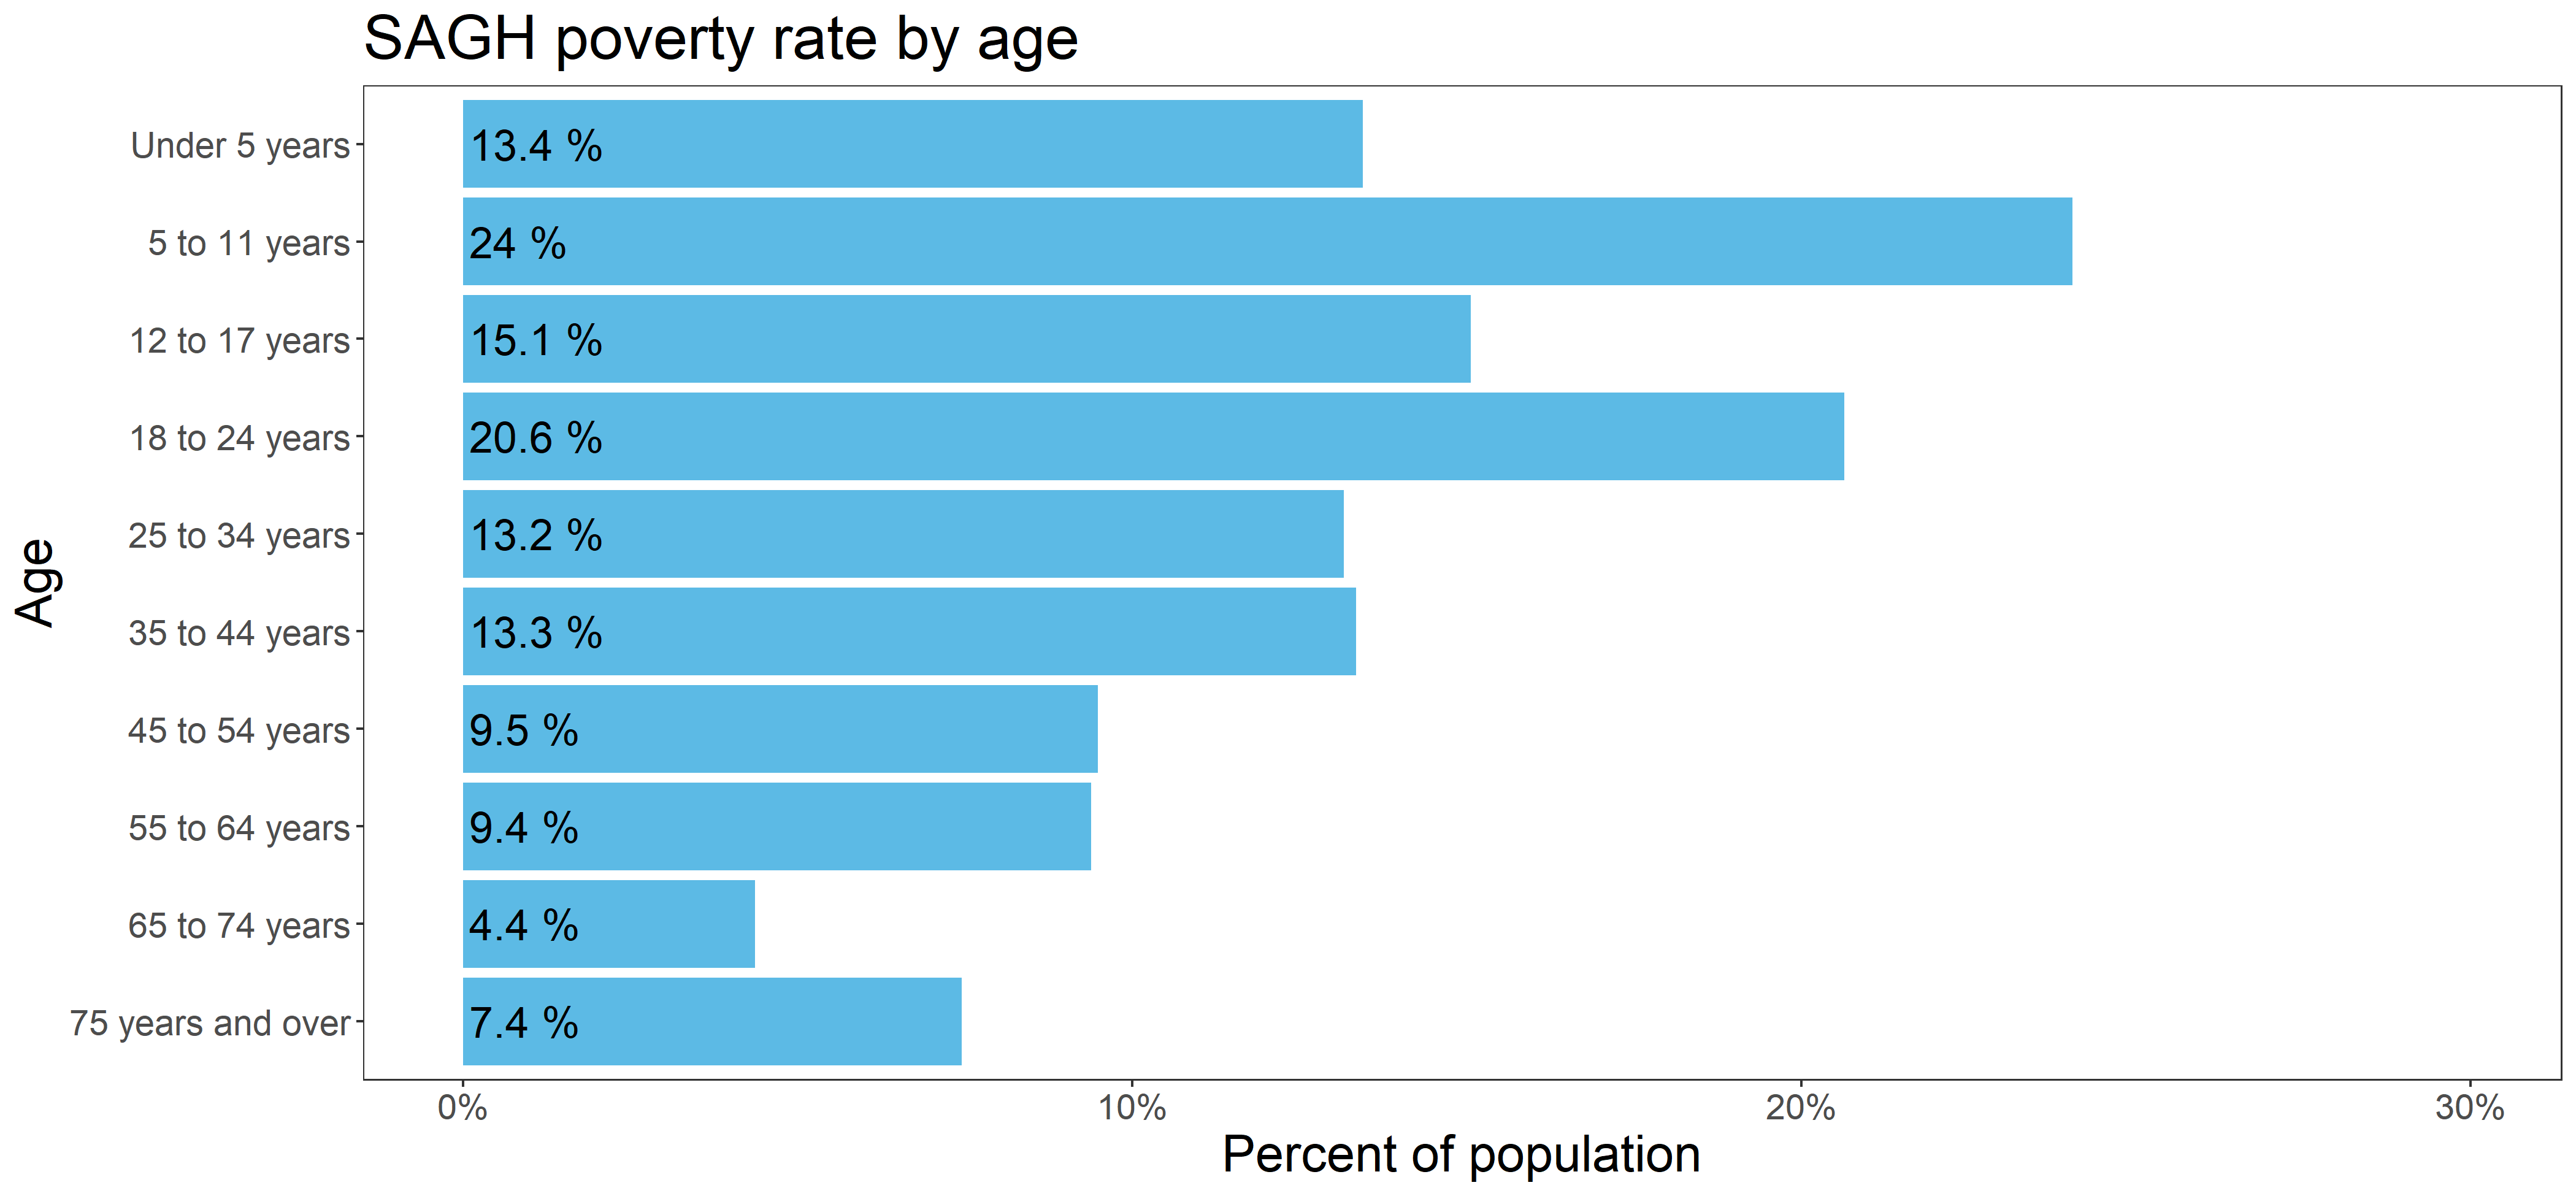 SAGH poverty rate by age
Age
Under 5 years 13.4 %
5 to 11 years 24 %
12 to 17 years 15.1 %
18 to 24 years 20.6 %
25 to 34 years 13.2 %
35 to 44 years 13.3 %
45 to 54 years 9.5 %
55 to 64 years 9.4 %
65 to 74 years 4.4 %
75 years and over 7.4 %
0% 10% 20% 30%
Percent of population